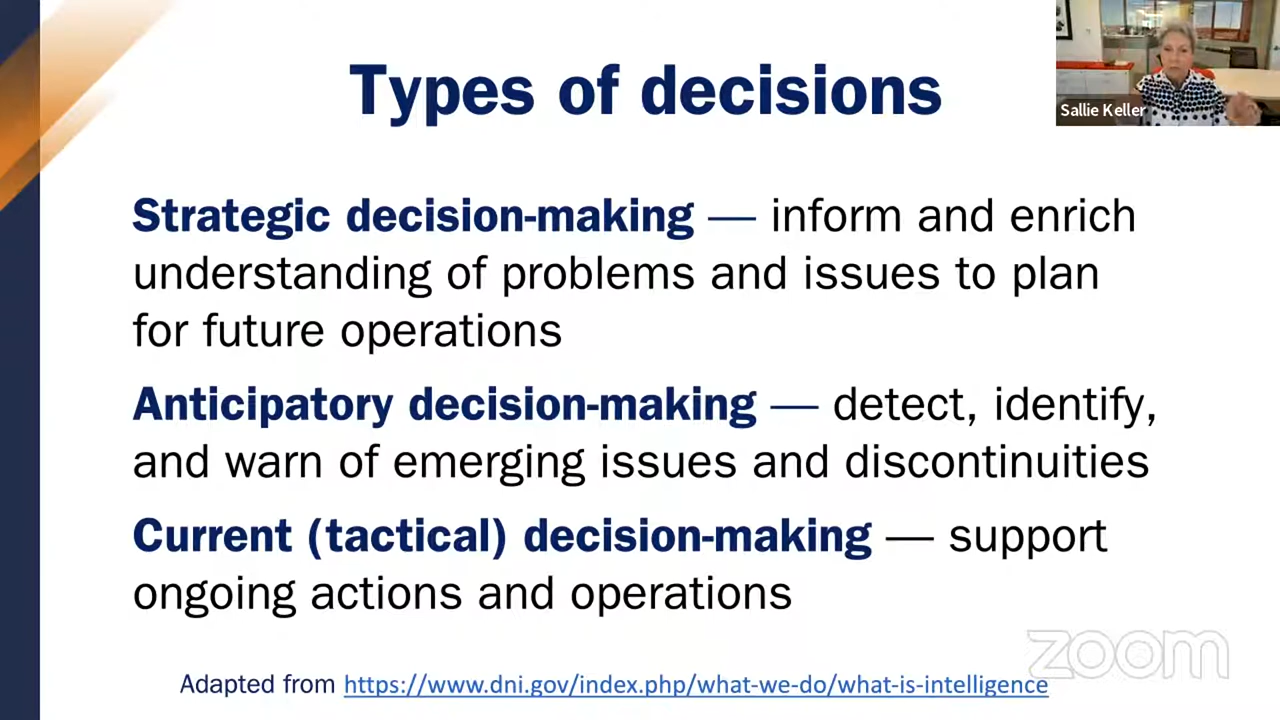 Types of decisions
Sallie Keller
Strategic decision-making — inform and enrich
understanding of problems and issues to plan
for future operations
Anticipatory decision-making — detect, identify,
and warn of emerging issues and discontinuities
Current (tactical) decision-making — support
ongoing actions and operations
zoom
Adapted from https://www.dni.gov/index.php/what-we-do/what-is-intelligence